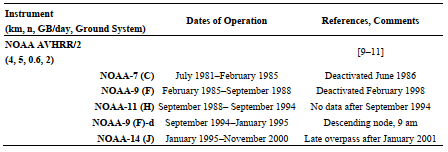 Instrument
(km, n, GB/day, Ground System) Dates of Operation References, Comments
NOAA AVHRR/2
(4, 5, 0.6, 2) [9–11]
NOAA-7 (C) July 1981–February 1985 Deactivated June 1986
NOAA-9 (F) February 1985–September 1988 Deactivated February 1998
NOAA-11 (H) September 1988– September 1994 No data after September 1994
NOAA-9 (F)-d September 1994–January 1995 Descending node, 9 am
NOAA-14 (J) January 1995–November 2000 Late overpass after January 2001